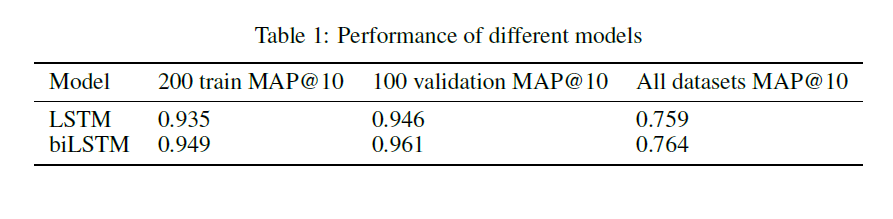 Table 1: Performance of different models
Model 200 train MAP@10 100 validation MAP@10 All datasets MAP@10
LSTM 0.935 0.946 0.759
biLSTM 0.949 0.961 0.764